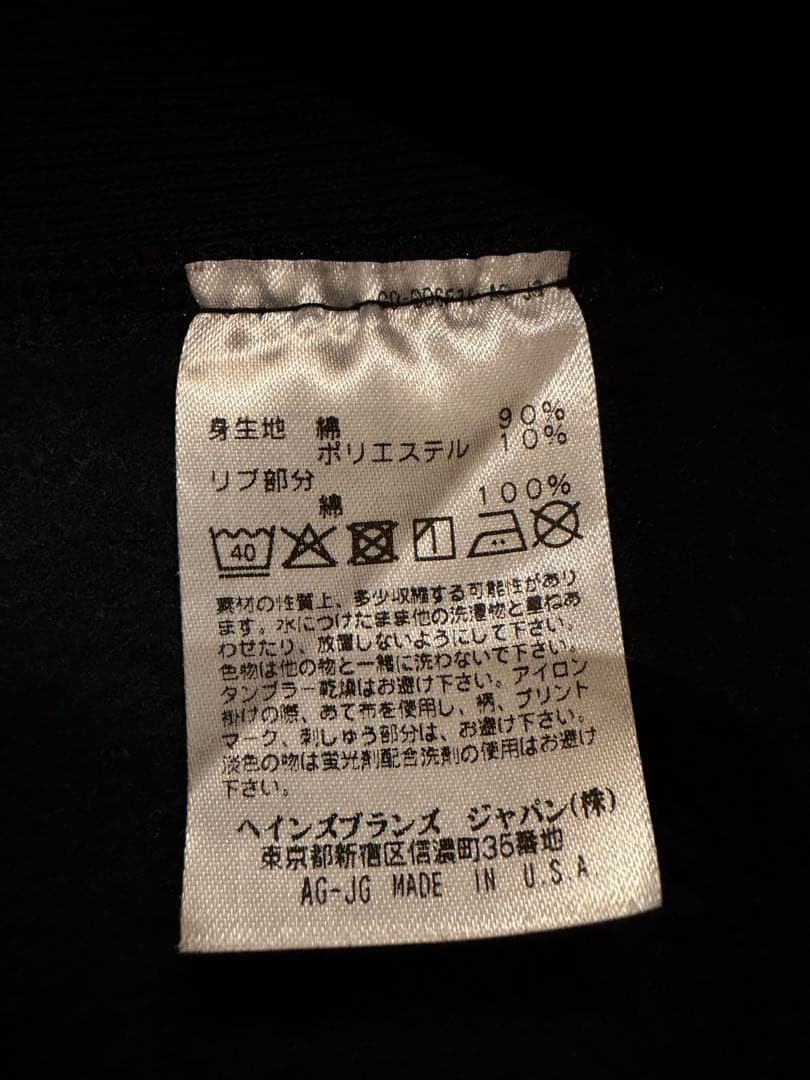 身生地 綿 90%
ポリエステル 10%
リブ部分
綿 100%
40
素材の性質上、多少収縮する可能性があり
ます。水につけたまま他の洗濯物と重ねあ
わせたり、放置しないようにして下さい。
色物は他の物と一緒に洗わないで下さい。
タンブラー乾燥はお避け下さい。アイロン
掛けの際、あて布を使用し、柄、プリント
マーク、刺しゅう部分は、お避け下さい。
淡色の物は蛍光剤配合洗剤の使用はお避け
下さい。
ヘインズブランズ ジャパン(株)
東京都新宿区信濃町35番地
AG-JG MADE IN U.S.A